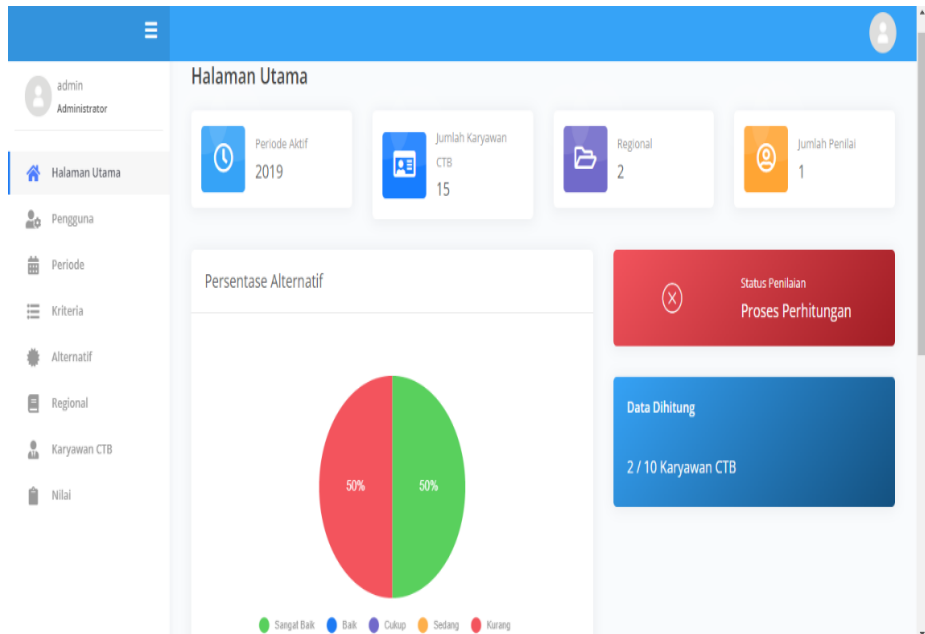 admin
Administrator
Halaman Utama
Pengguna
Periode
Kriteria
Alternatif
Regional
Karyawan CTB
Nilai
Halaman Utama
Periode Aktif
2019
Jumlah Karyawan
CTB
15
Regional
2
Jumlah Penilai
1
Persentase Alternatif
50%
50%
Sangat Baik
Baik
Cukup
Sedang
Kurang
Status Penilaian
Proses Perhitungan
Data Dihitung
2 / 10 Karyawan CTB